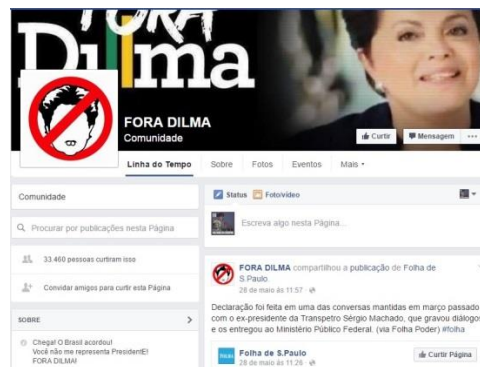 FORA
Dilma
FORA DILMA
Comunidade
Curtir
Mensagem
Linha do Tempo
Sobre
Fotos
Eventos
Mais
Comunidade
Procurar por publicações nesta Página
33.460 pessoas curtiram isso
Convidar amigos para curtir esta Página
SOBRE
Chega! O Brasil acordou!
Você não me representa PresidentE!
FORA DILMA!
Status
Foto/vídeo
Escreva algo nesta Página...
FORA DILMA compartilhou a publicação de Folha de
S.Paulo.
28 de maio às 11:57
Declaração foi feita em uma das conversas mantidas em março passado
com o ex-presidente da Transpetro Sérgio Machado, que gravou diálogos
e os entregou ao Ministério Público Federal. (via Folha Poder) #folha
Folha de S.Paulo
28 de maio às 11:26
Curtir Página